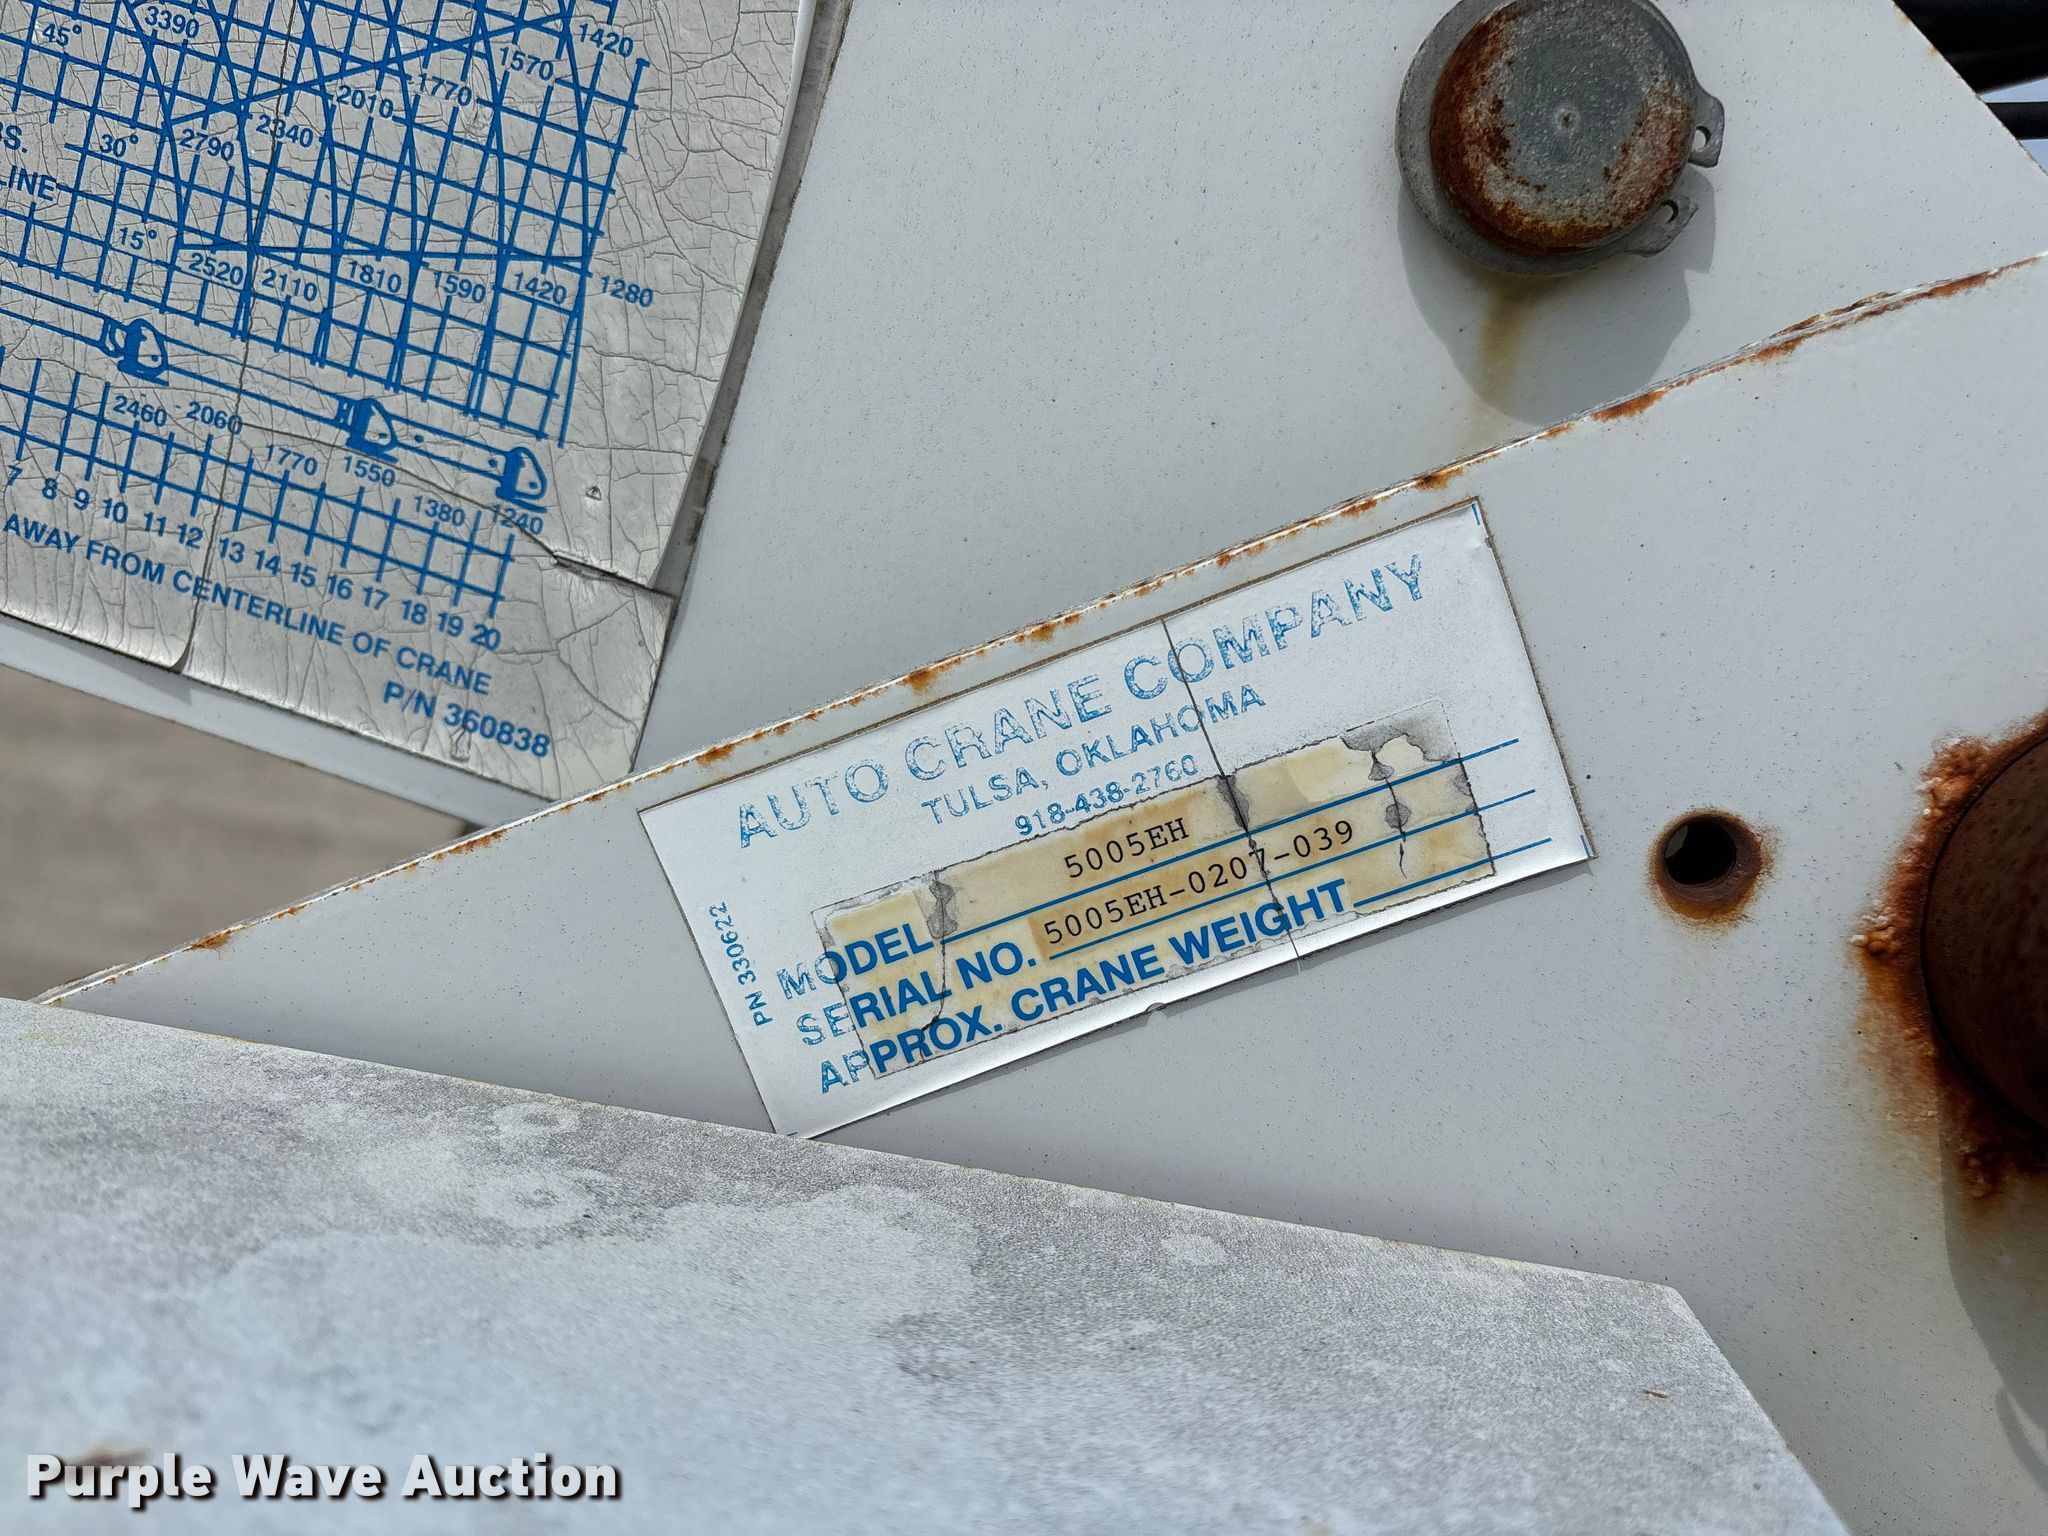 45° 3390 1420
1570
1770
2010
2340
2790
30°
LINE
15°
2520 2110 1810 1590 1420 1280
2460 2060 1770 1550 1380 1240
7 8 9 10 11 12 13 14 15 16 17 18 19 20
AWAY FROM CENTERLINE OF CRANE
P/N 360838
AUTO CRANE COMPANY
TULSA, OKLAHOMA
918-438-2760
MODEL 5005EH
SERIAL NO. 5005EH-0207-039
APPROX. CRANE WEIGHT
PN 330622
Purple Wave Auction